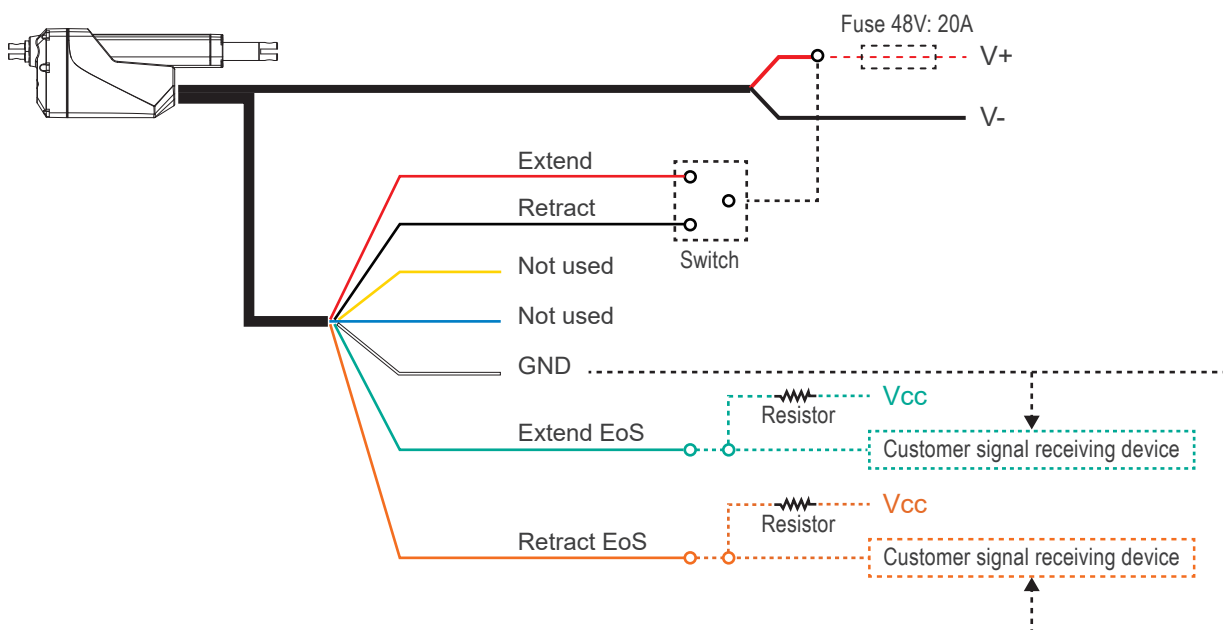 Fuse 48V: 20A
V+
V-
Extend
Retract
Switch
Not used
Not used
GND
Vcc
Resistor
Extend EoS
Customer signal receiving device
Vcc
Resistor
Retract EoS
Customer signal receiving device